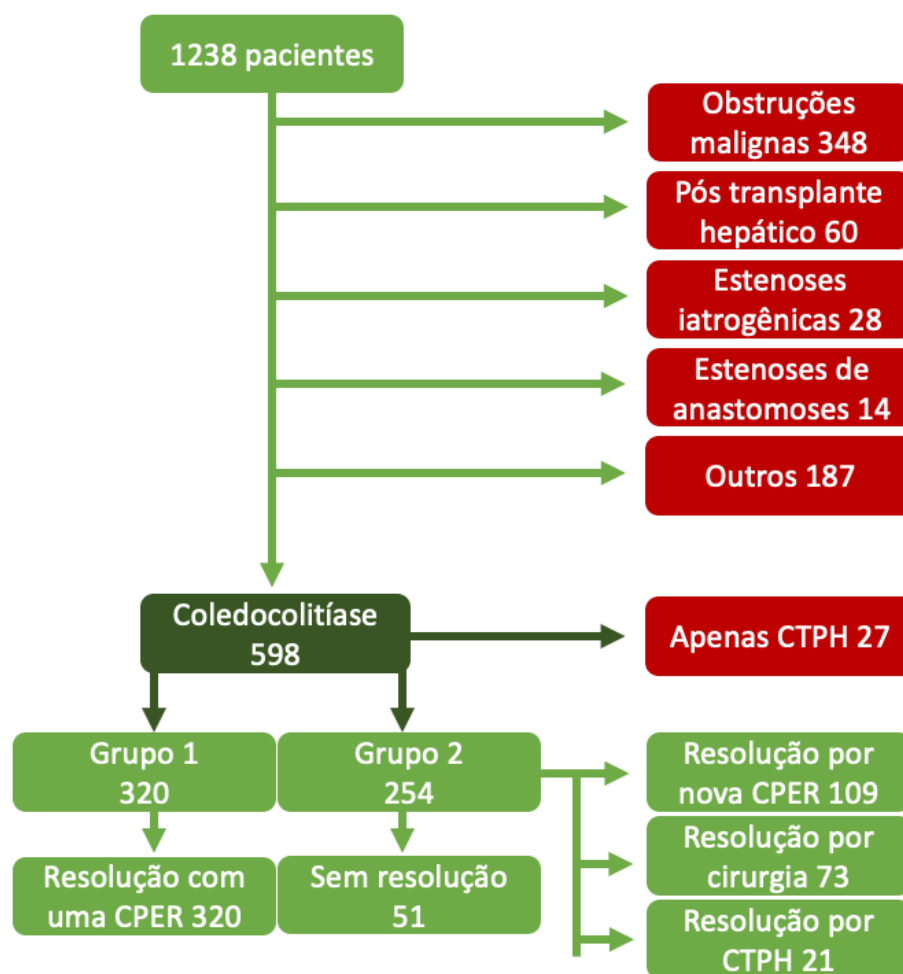 1238 pacientes
Obstruções
malignas 348
Pós transplante
hepático 60
Estenoses
iatrogênicas 28
Estenoses de
anastomoses 14
Outros 187
Coledocolitíase
598
Apenas CTPH 27
Grupo 1
320
Grupo 2
254
Resolução por
nova CPER 109
Resolução com
uma CPER 320
Sem resolução
51
Resolução por
cirurgia 73
Resolução por
CTPH 21